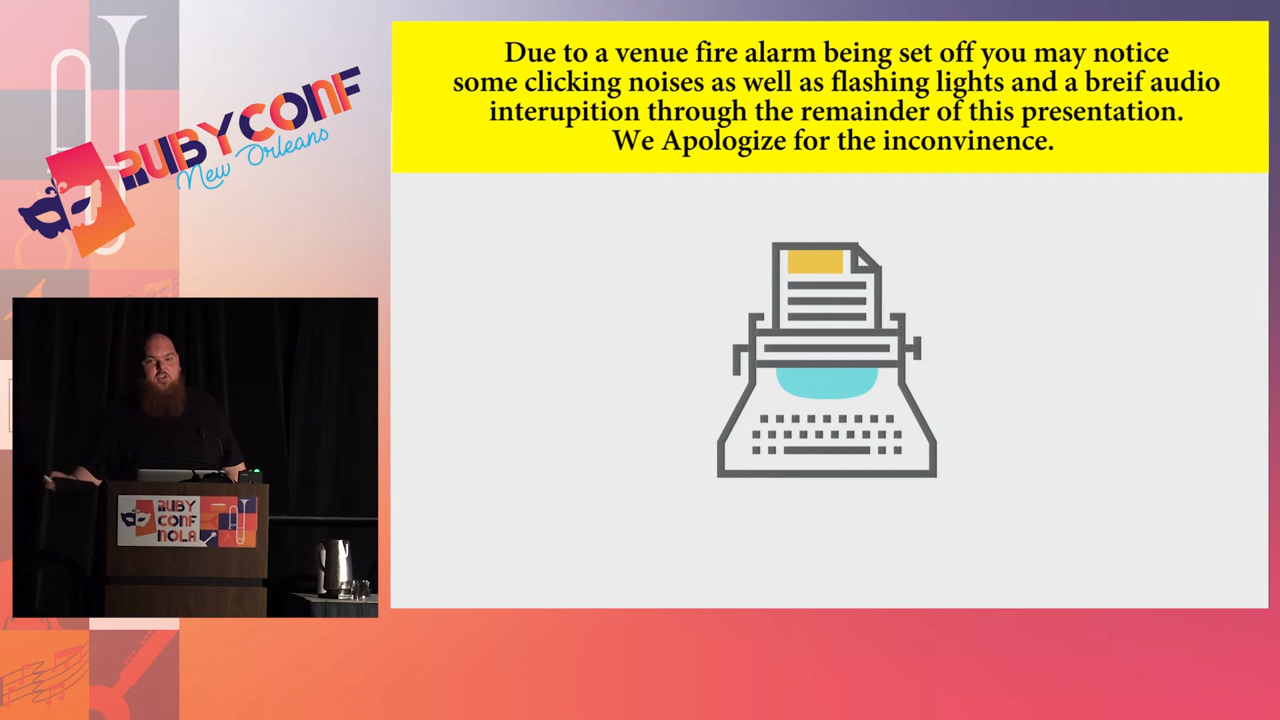 Due to a venue fire alarm being set off you may notice
some clicking noises as well as flashing lights and a breif audio
interupition through the remainder of this presentation.
We Apologize for the inconvinence.
RUBYCONF
New Orleans
RUBY
CONF
NOLA